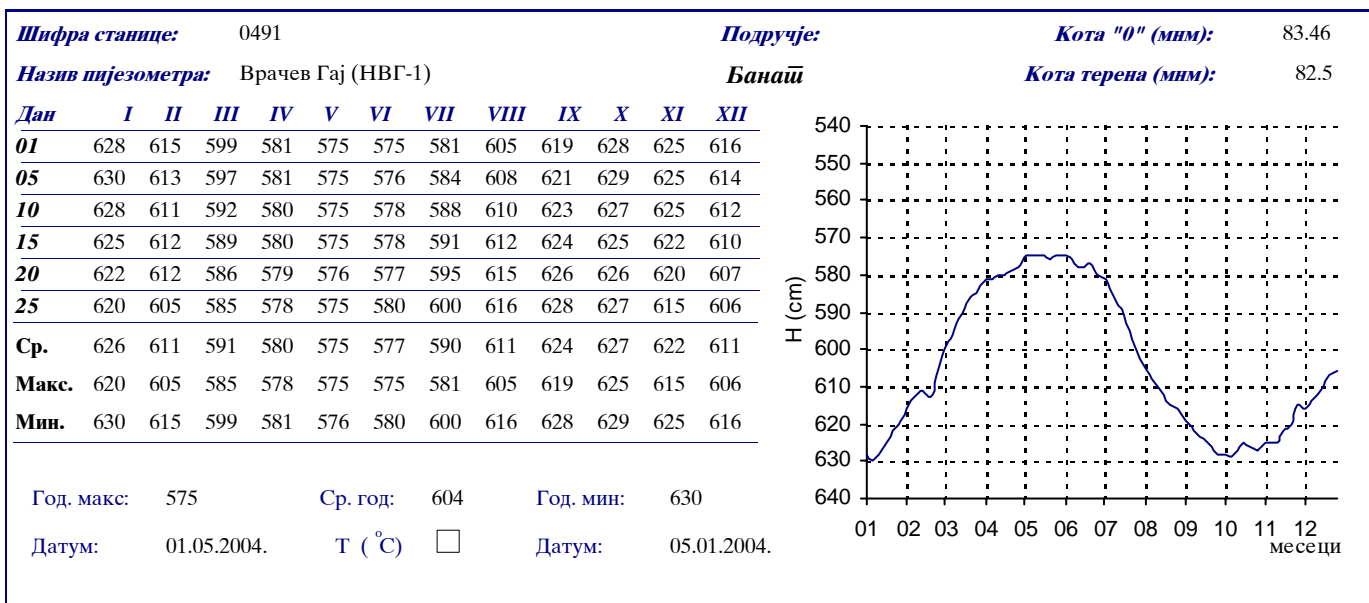 Шифра станице: 0491 Подручје: Кота "0" (мнм): 83.46
Назив пијезометра: Врачев Гај (НВГ-1) Банат Кота терена (мнм): 82.5
Дан I II III IV V VI VII VIII IX X XI XII
01 628 615 599 581 575 575 581 605 619 628 625 616
05 630 613 597 581 575 576 584 608 621 629 625 614
10 628 611 592 580 575 578 588 610 623 627 625 612
15 625 612 589 580 575 578 591 612 624 625 622 610
20 622 612 586 579 576 577 595 615 626 626 620 607
25 620 605 585 578 575 580 600 616 628 627 615 606
Ср. 626 611 591 580 575 577 590 611 624 627 622 611
Макс. 620 605 585 578 575 575 581 605 619 625 615 606
Мин. 630 615 599 581 576 580 600 616 628 629 625 616
Год. макс: 575 Ср. год: 604 Год. мин: 630
Датум: 01.05.2004. T ( °C) Датум: 05.01.2004.
H (cm)
540
550
560
570
580
590
600
610
620
630
640
01 02 03 04 05 06 07 08 09 10 11 12
месеци